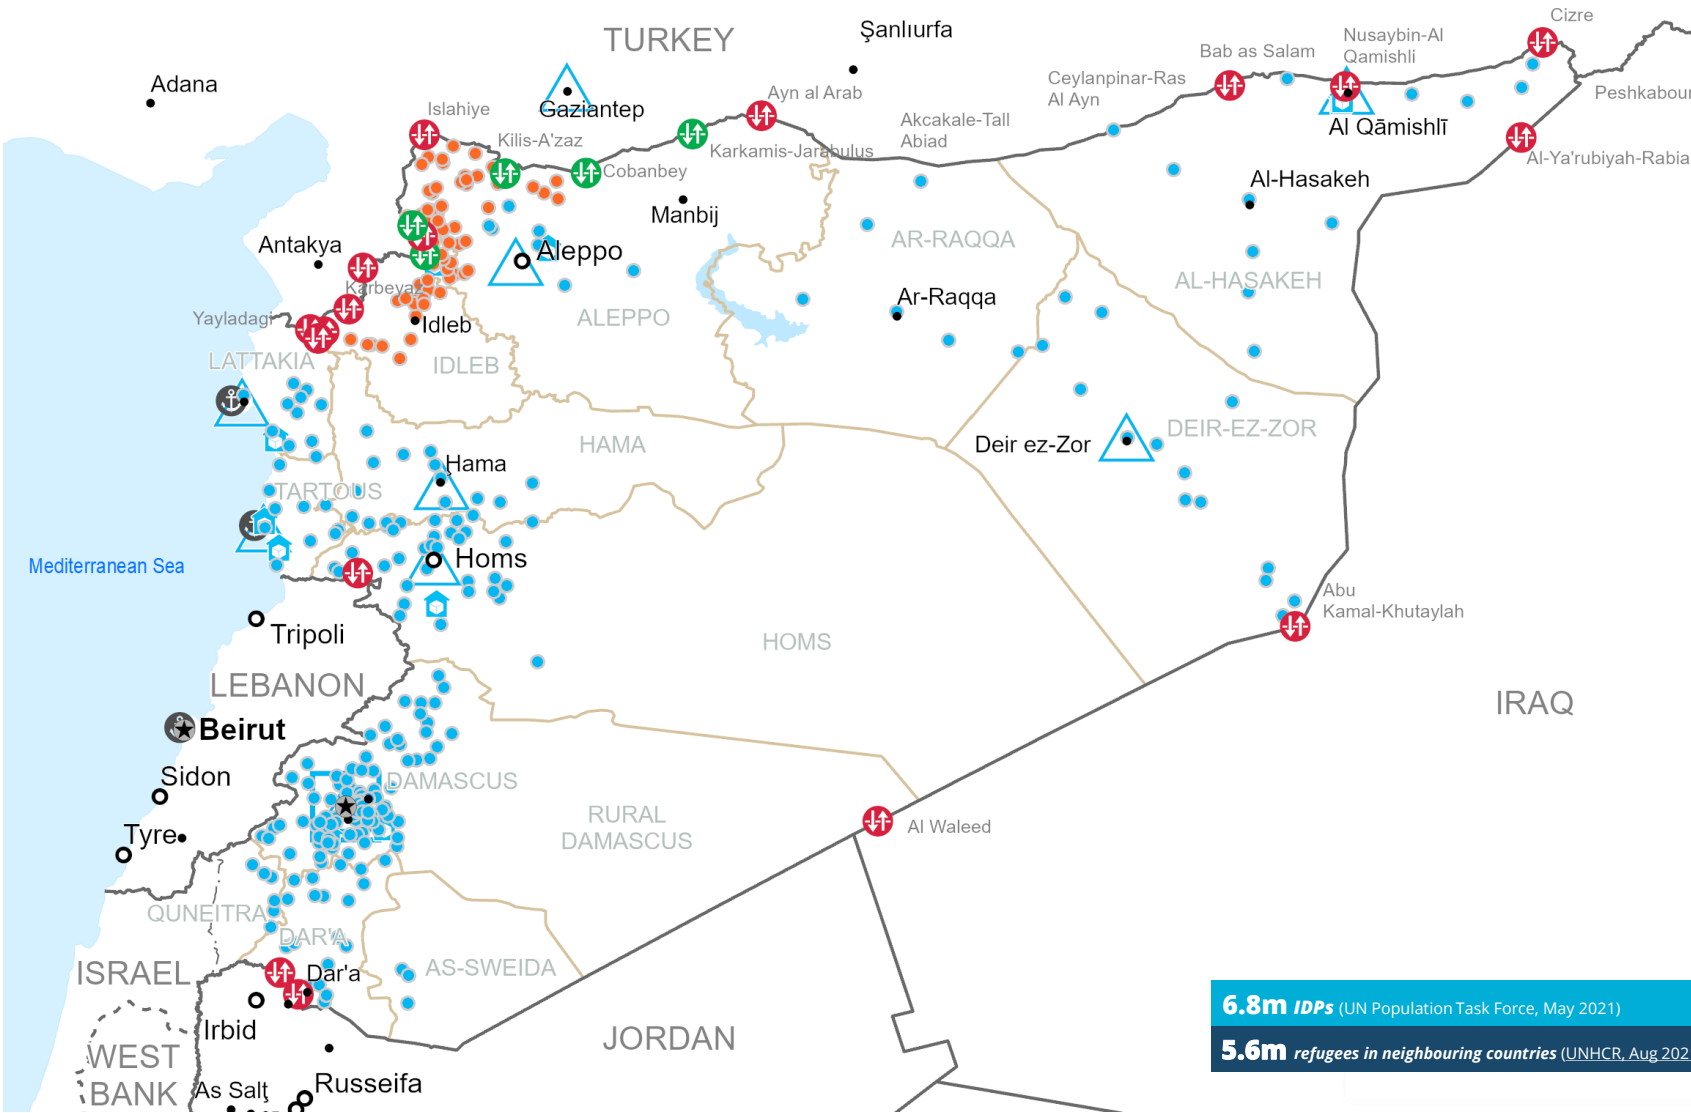 Cizre
TURKEY
Şanlıurfa
Nusaybin-Al
Qamishli
Bab as Salam
Adana
Ceylanpinar-Ras
Al Ayn
Ayn al Arab
Peshkabour
Islahiye
Gaziantep
Akcakale-Tall
Abiad
Al Qāmishlī
Kilis-A'zaz
Karkamis-Jarabulus
Al-Ya'rubiyah-Rabia
Cobanbey
Al-Hasakeh
Manbij
Antakya
Aleppo
AR-RAQQA
AL-HASAKEH
Karbeyaz
Ar-Raqqa
Yayladagi
Idleb
ALEPPO
LATTAKIA
IDLEB
DEIR-EZ-ZOR
HAMA
Deir ez-Zor
Hama
TARTOUS
Mediterranean Sea
Homs
Abu
Kamal-Khutaylah
Tripoli
HOMS
LEBANON
IRAQ
Beirut
Sidon
DAMASCUS
RURAL
DAMASCUS
Al Waleed
Tyre
QUNEITRA
DAR'A
AS-SWEIDA
ISRAEL
Dar'a
6.8m IDPs (UN Population Task Force, May 2021)
Irbid
JORDAN
5.6m refugees in neighbouring countries (UNHCR, Aug 202
WEST
BANK
As Salţ
Russeifa